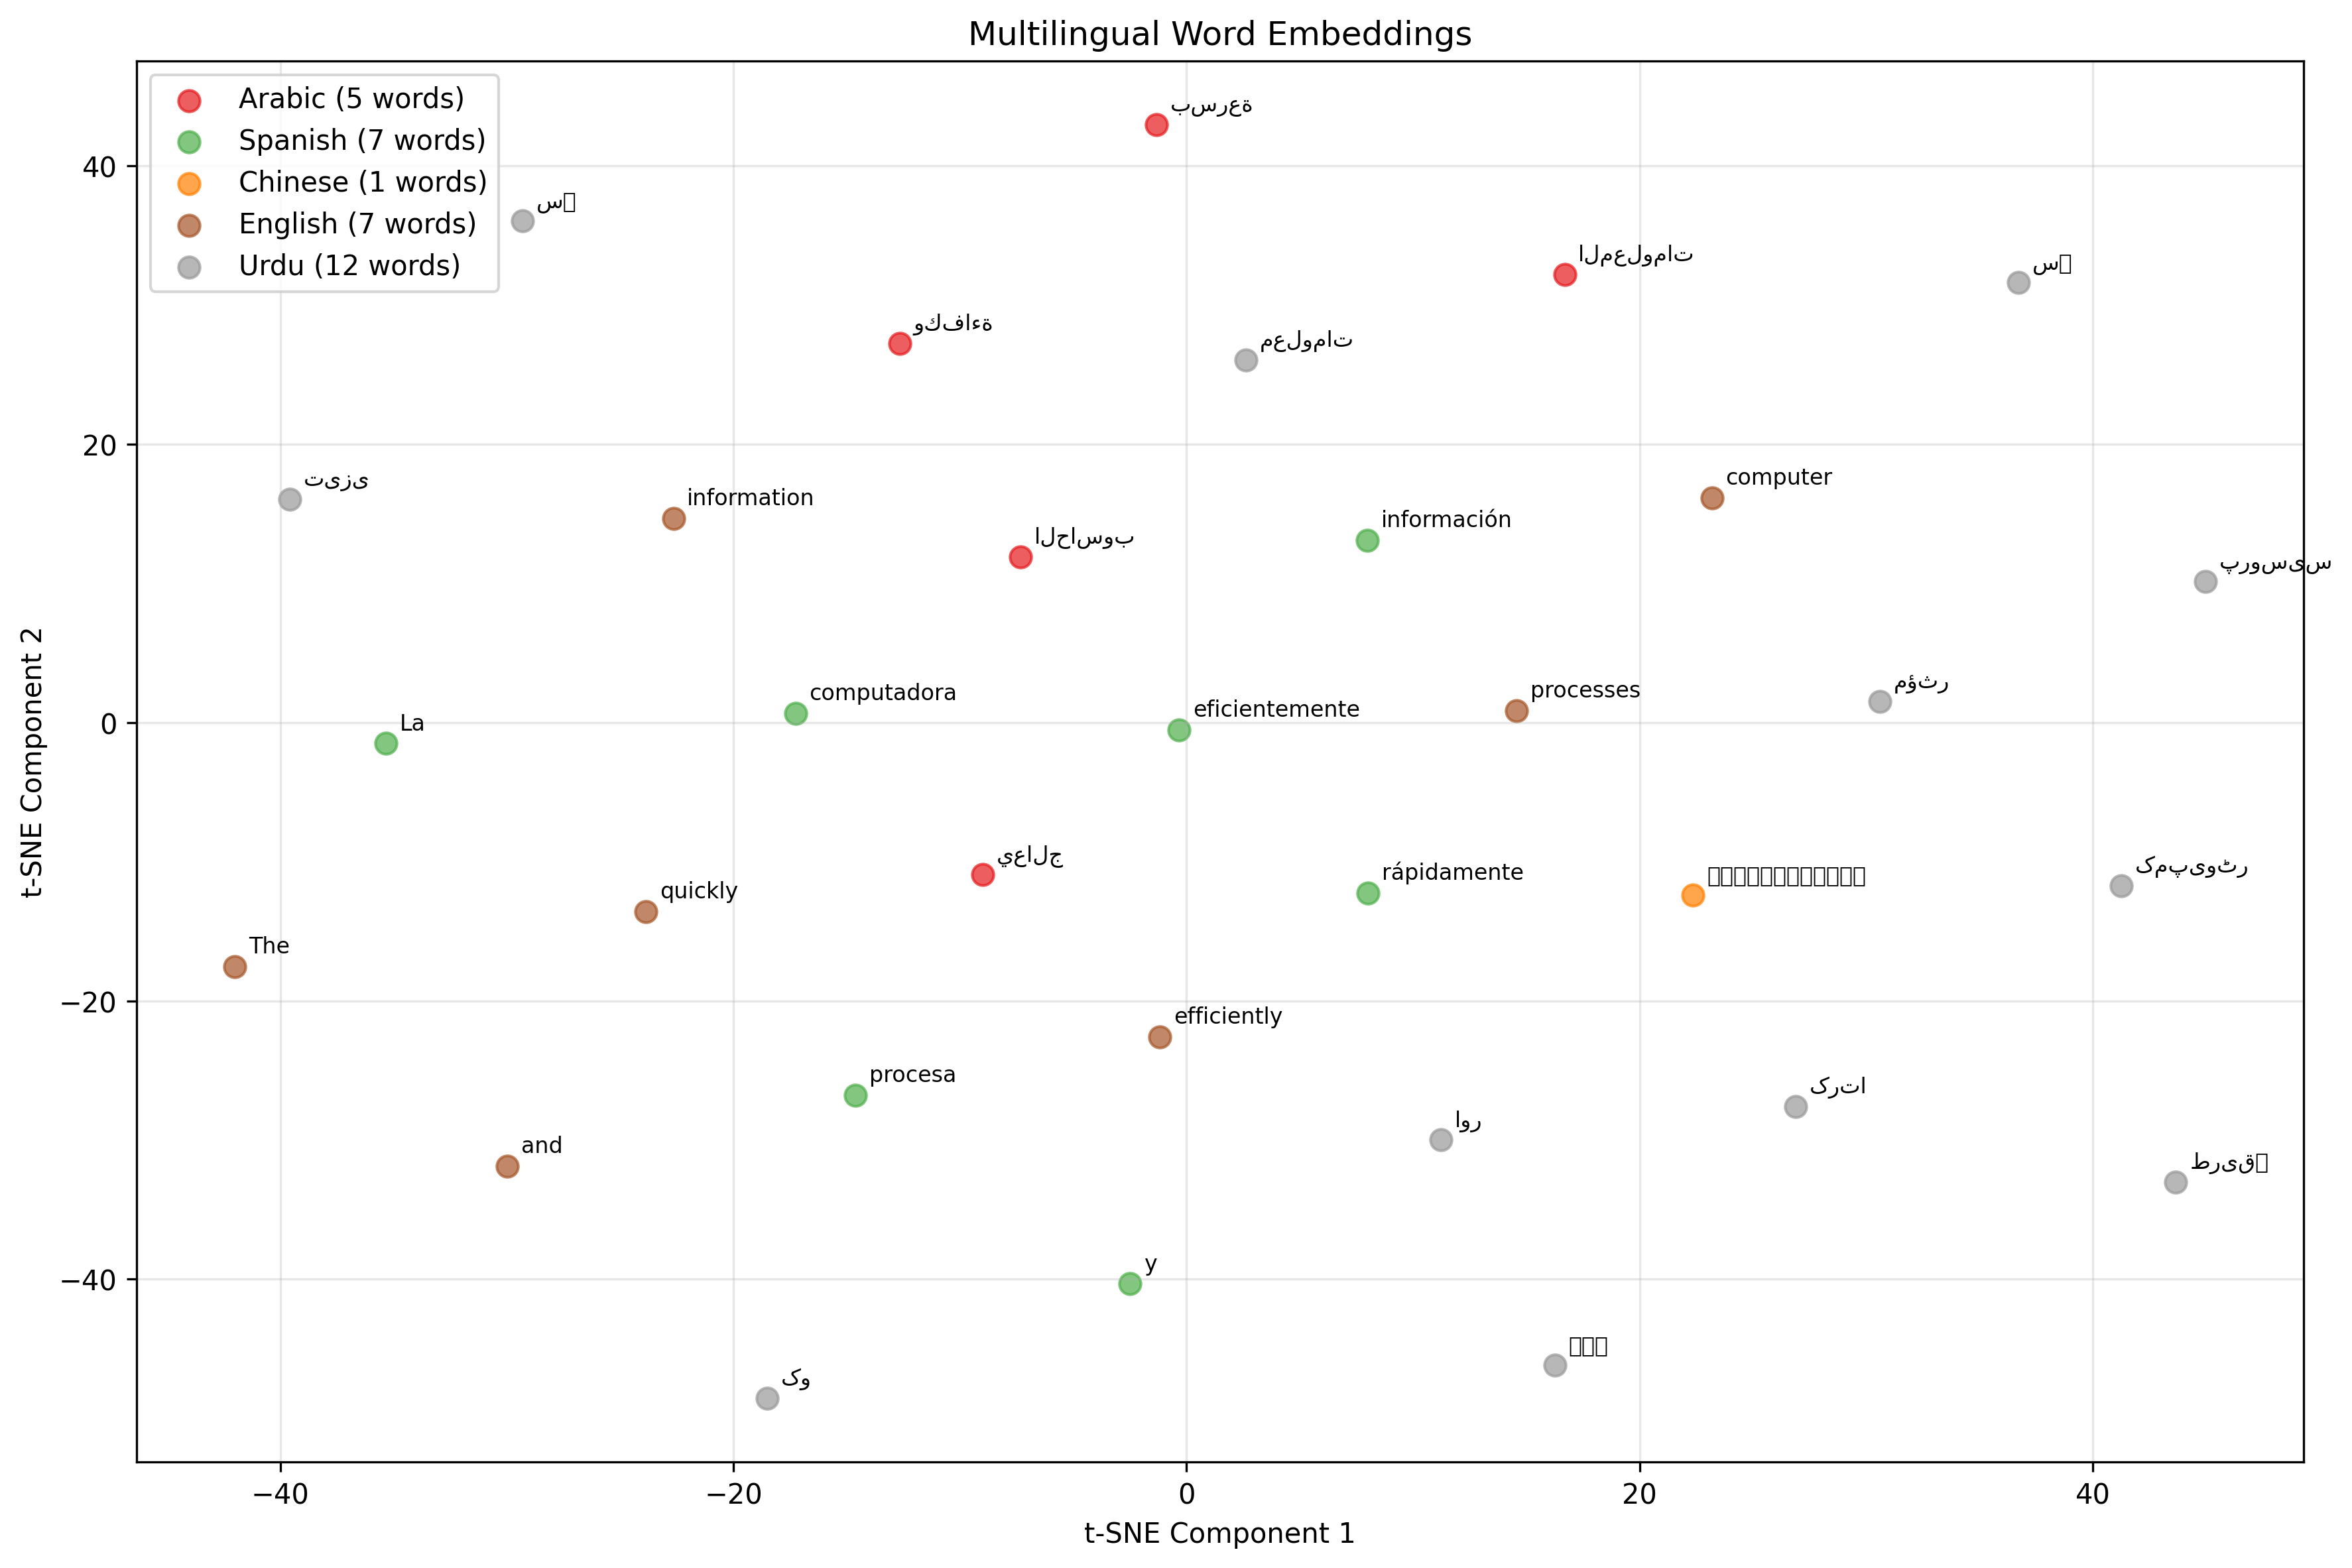 Multilingual Word Embeddings
Arabic (5 words)
Spanish (7 words)
Chinese (1 words)
English (7 words)
Urdu (12 words)
بسرعة
المعلومات
وكفاءة
معلومات
تیزی
information
computer
información
الحاسوب
پروسیس
computadora
eficientemente
processes
مؤثر
La
يعالج
rápidamente
کمپیوٹر
quickly
The
efficiently
procesa
کرتا
اور
and
y
کو
40
20
0
−20
−40
t-SNE Component 2
−40
−20
0
20
40
t-SNE Component 1